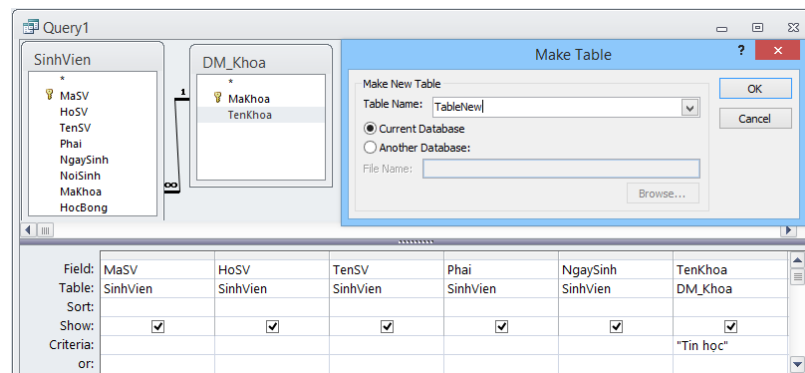 Query1
SinhVien
*
MaSV
HoSV
TenSV
Phai
NgaySinh
NoiSinh
MaKhoa
HocBong
1
∞
DM_Khoa
*
MaKhoa
TenKhoa
Make Table
?
Make New Table
Table Name: TableNew
Current Database
Another Database:
File Name:
Browse...
OK
Cancel
Field: MaSV HoSV TenSV Phai NgaySinh TenKhoa
Table: SinhVien SinhVien SinhVien SinhVien SinhVien DM_Khoa
Sort:
Show:
Criteria: "Tin học"
or: